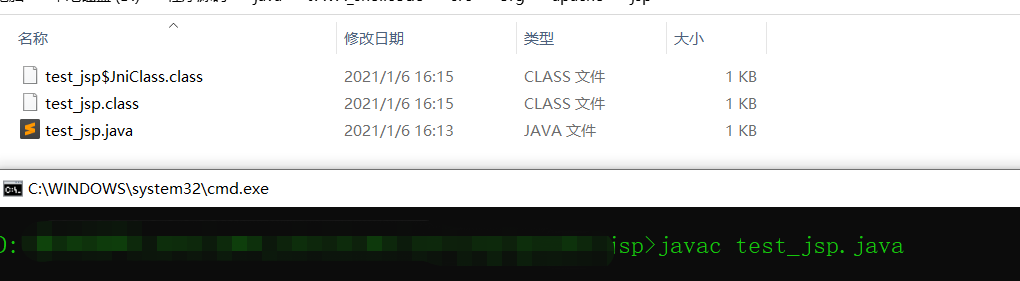 名称 修改日期 类型 大小
test_jsp$JniClass.class 2021/1/6 16:15 CLASS 文件 1 KB
test_jsp.class 2021/1/6 16:15 CLASS 文件 1 KB
test_jsp.java 2021/1/6 16:13 JAVA 文件 1 KB
C:\WINDOWS\system32\cmd.exe
jsp>javac test_jsp.java